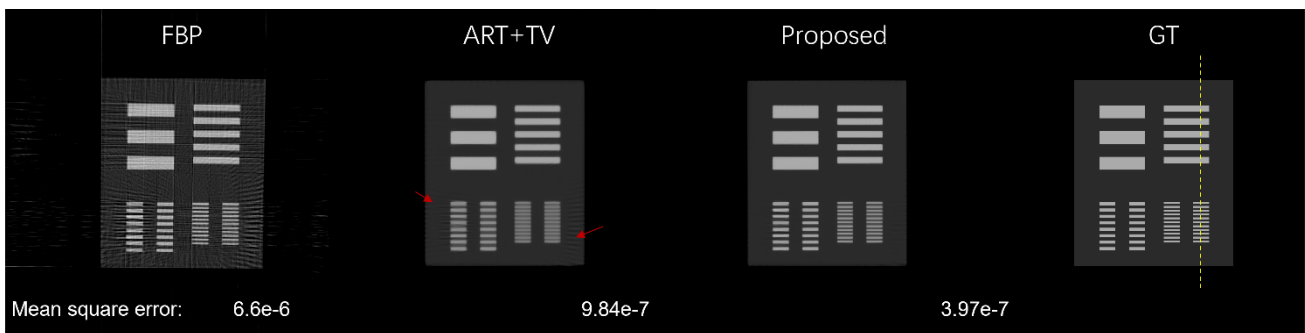 FBP ART+TV Proposed GT
Mean square error: 6.6e-6 9.84e-7 3.97e-7